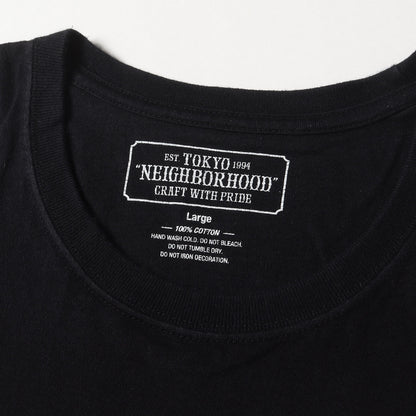 EST. TOKYO 1994
"NEIGHBORHOOD"
CRAFT WITH PRIDE
Large
100% COTTON
HAND WASH COLD. DO NOT BLEACH.
DO NOT TUMBLE DRY.
DO NOT IRON DECORATION.